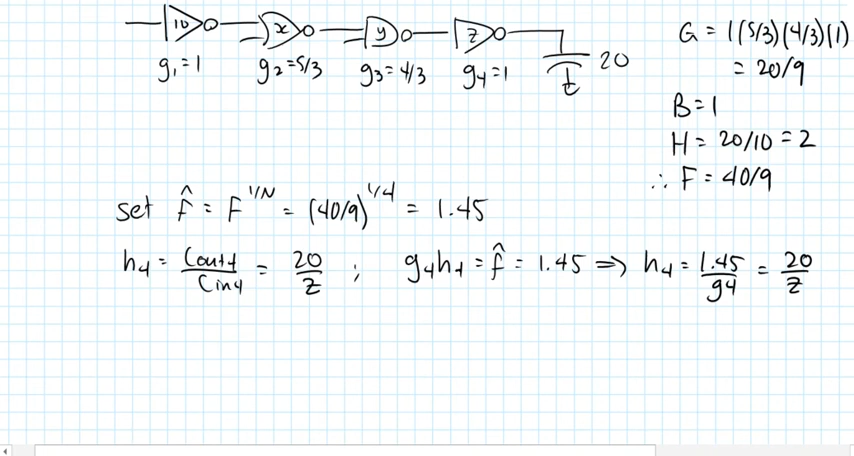 10 x y z 20
g₁=1 g₂=5/3 g₃=4/3 g₄=1
G = 1(5/3)(4/3)(1)
= 20/9
B=1
H = 20/10 = 2
∴ F = 40/9
set f̂ = F^1/N = (40/9)^1/4 = 1.45
h₄ = Cout4/Cin4 = 20/z ; g₄h₄ = f̂ = 1.45 ⇒ h₄ = 1.45/g4 = 20/z